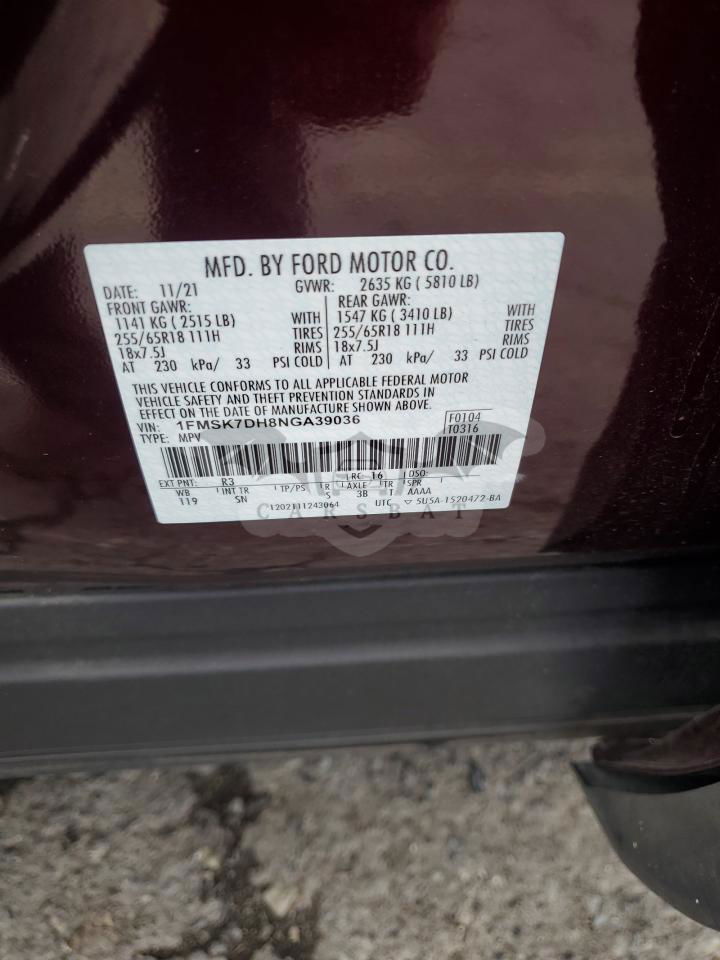 MFD. BY FORD MOTOR CO.
DATE: 11/21 GVWR: 2635 KG ( 5810 LB)
FRONT GAWR: REAR GAWR:
1141 KG ( 2515 LB) WITH 1547 KG ( 3410 LB) WITH
255/65R18 111H TIRES 255/65R18 111H TIRES
18x7.5J RIMS 18x7.5J RIMS
AT 230 kPa/ 33 PSI COLD AT 230 kPa/ 33 PSI COLD
THIS VEHICLE CONFORMS TO ALL APPLICABLE FEDERAL MOTOR
VEHICLE SAFETY AND THEFT PREVENTION STANDARDS IN
EFFECT ON THE DATE OF MANUFACTURE SHOWN ABOVE.
VIN: 1FMSK7DH8NGA39036 F0104
TYPE: MPV T0316
EXT PNT: R3 RC: 16 DSO:
WB INT TR TP/PS R AXLE TR SPR
119 SN 5 3B T AAAA
1202111243064 UTC ▽ 5U5A-1520472-BA
CARSBAT